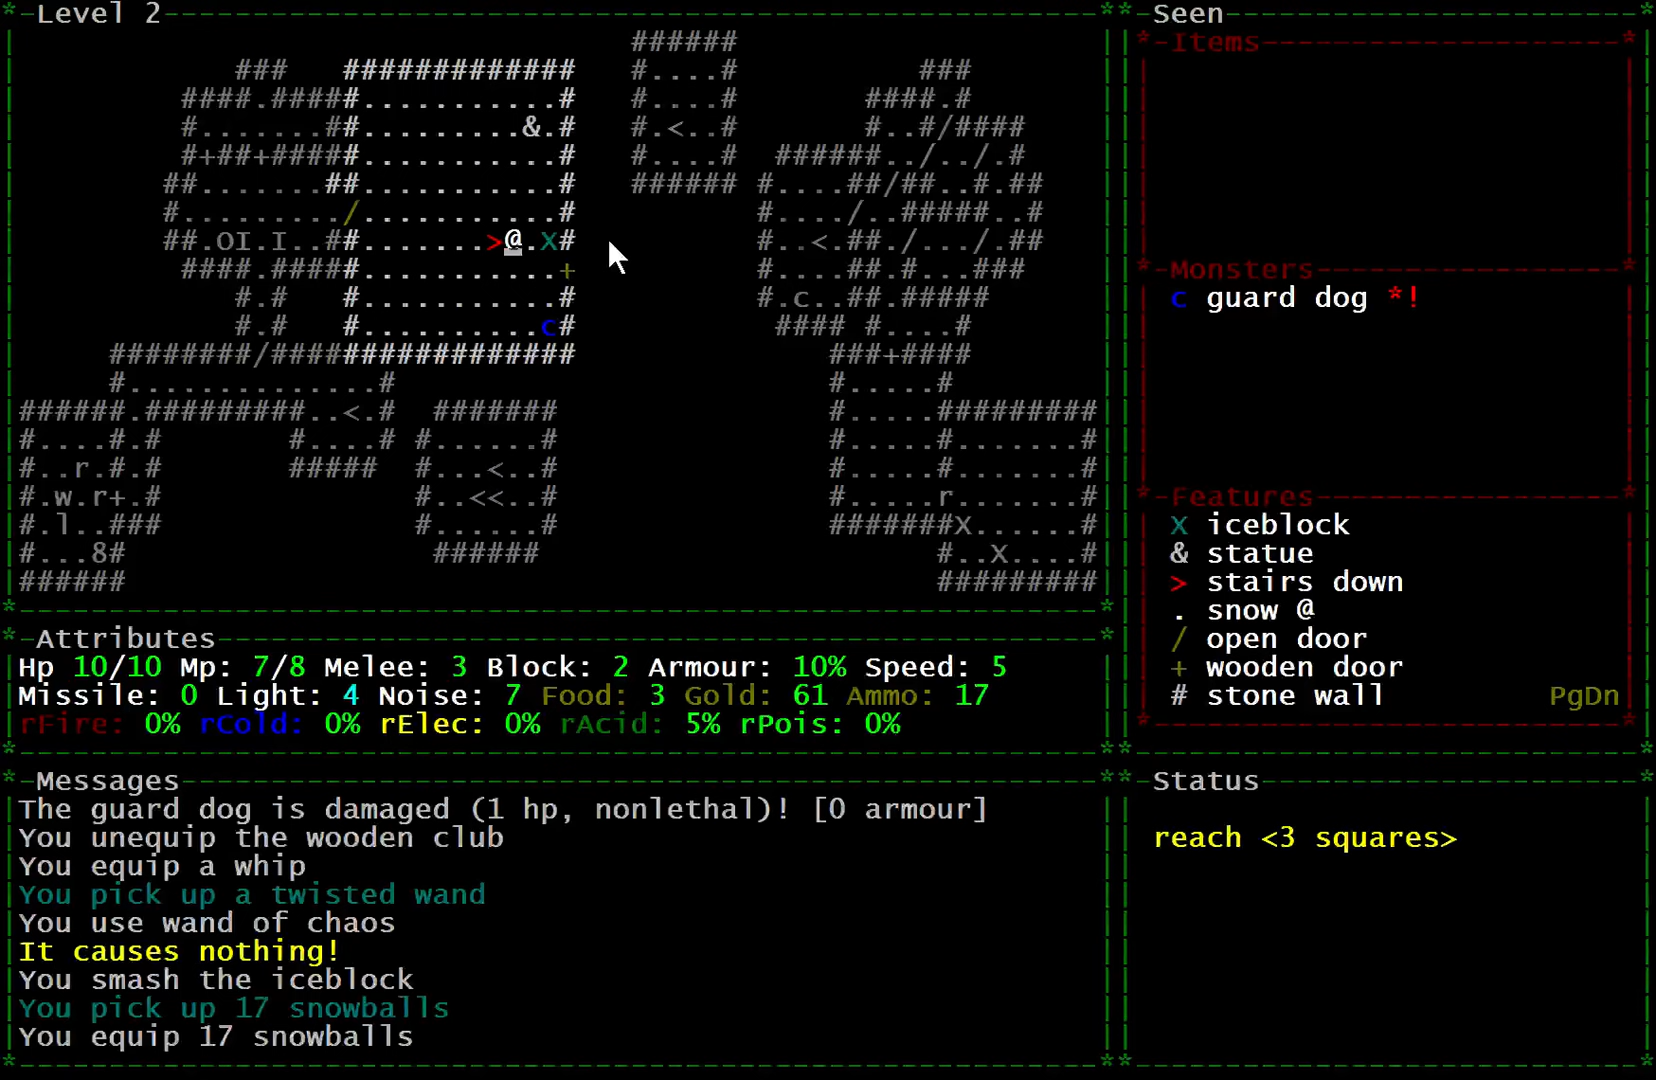 Level 2
######
### ############# #....# ###
####.#####...........# #....# ####.#
#.......##.........&.# #.<..# #..#/####
#+##+#####...........# #....# ######../../.#
##.......##...........# ###### #....##/##..#.##
#........./...........# #..../..#####..#
##.OI.I..##.......>@.x# #..<.##./.../.##
####.#####...........+ #....##.#...###
#.# #...........# #.c..##.#####
#.# #..........c# #### #....#
########/################# ###+####
#.............# #.....#
######.#########..<.# ####### #.....#########
#....#.# #....# #.....# #.....#.......#
#..r.#.# ##### #...<..# #.....#.......#
#.w.r+.# #..<<..# #.....r.......#
#.l..### #......# #######x......#
#...8# ###### #..x....#
###### #########
Attributes
Hp 10/10 Mp: 7/8 Melee: 3 Block: 2 Armour: 10% Speed: 5
Missile: 0 Light: 4 Noise: 7 Food: 3 Gold: 61 Ammo: 17
rFire: 0% rCold: 0% rElec: 0% rAcid: 5% rPois: 0%
Messages
The guard dog is damaged (1 hp, nonlethal)! [0 armour]
You unequip the wooden club
You equip a whip
You pick up a twisted wand
You use wand of chaos
It causes nothing!
You smash the iceblock
You pick up 17 snowballs
You equip 17 snowballs
Seen
Items
Monsters
c guard dog *!
Features
x iceblock
& statue
> stairs down
. snow @
/ open door
+ wooden door
# stone wall PgDn
Status
reach <3 squares>